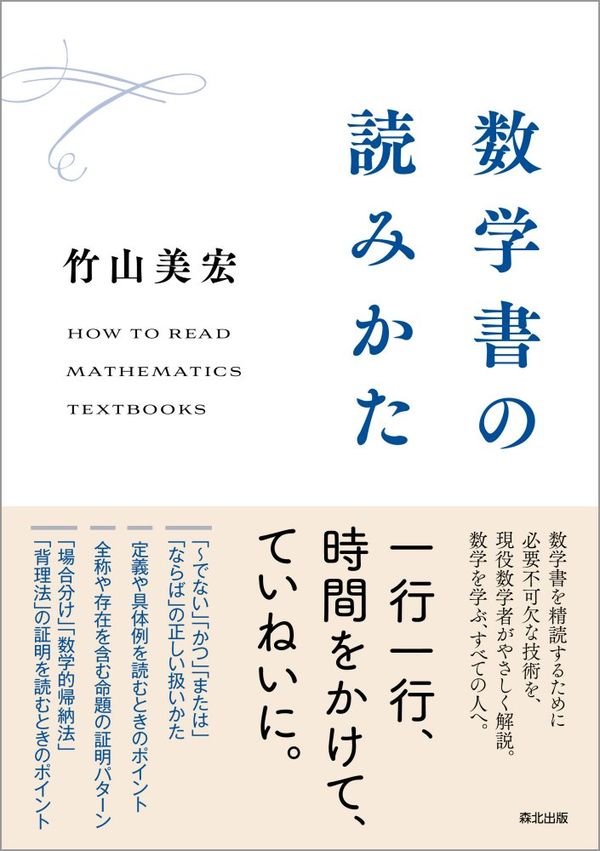 数学書の
読みかた
竹山美宏
HOW TO READ
MATHEMATICS
TEXTBOOKS
数学書を精読するために
必要不可欠な技術を、
現役数学者がやさしく解説。
数学を学ぶ、すべての人へ。
一行一行、
時間をかけて、
ていねいに。
「~でない」「かつ」「または」
「ならば」の正しい扱いかた
定義や具体例を読むときのポイント
全称や存在を含む命題の証明パターン
「場合分け」「数学的帰納法」
「背理法」の証明を読むときのポイント
森北出版